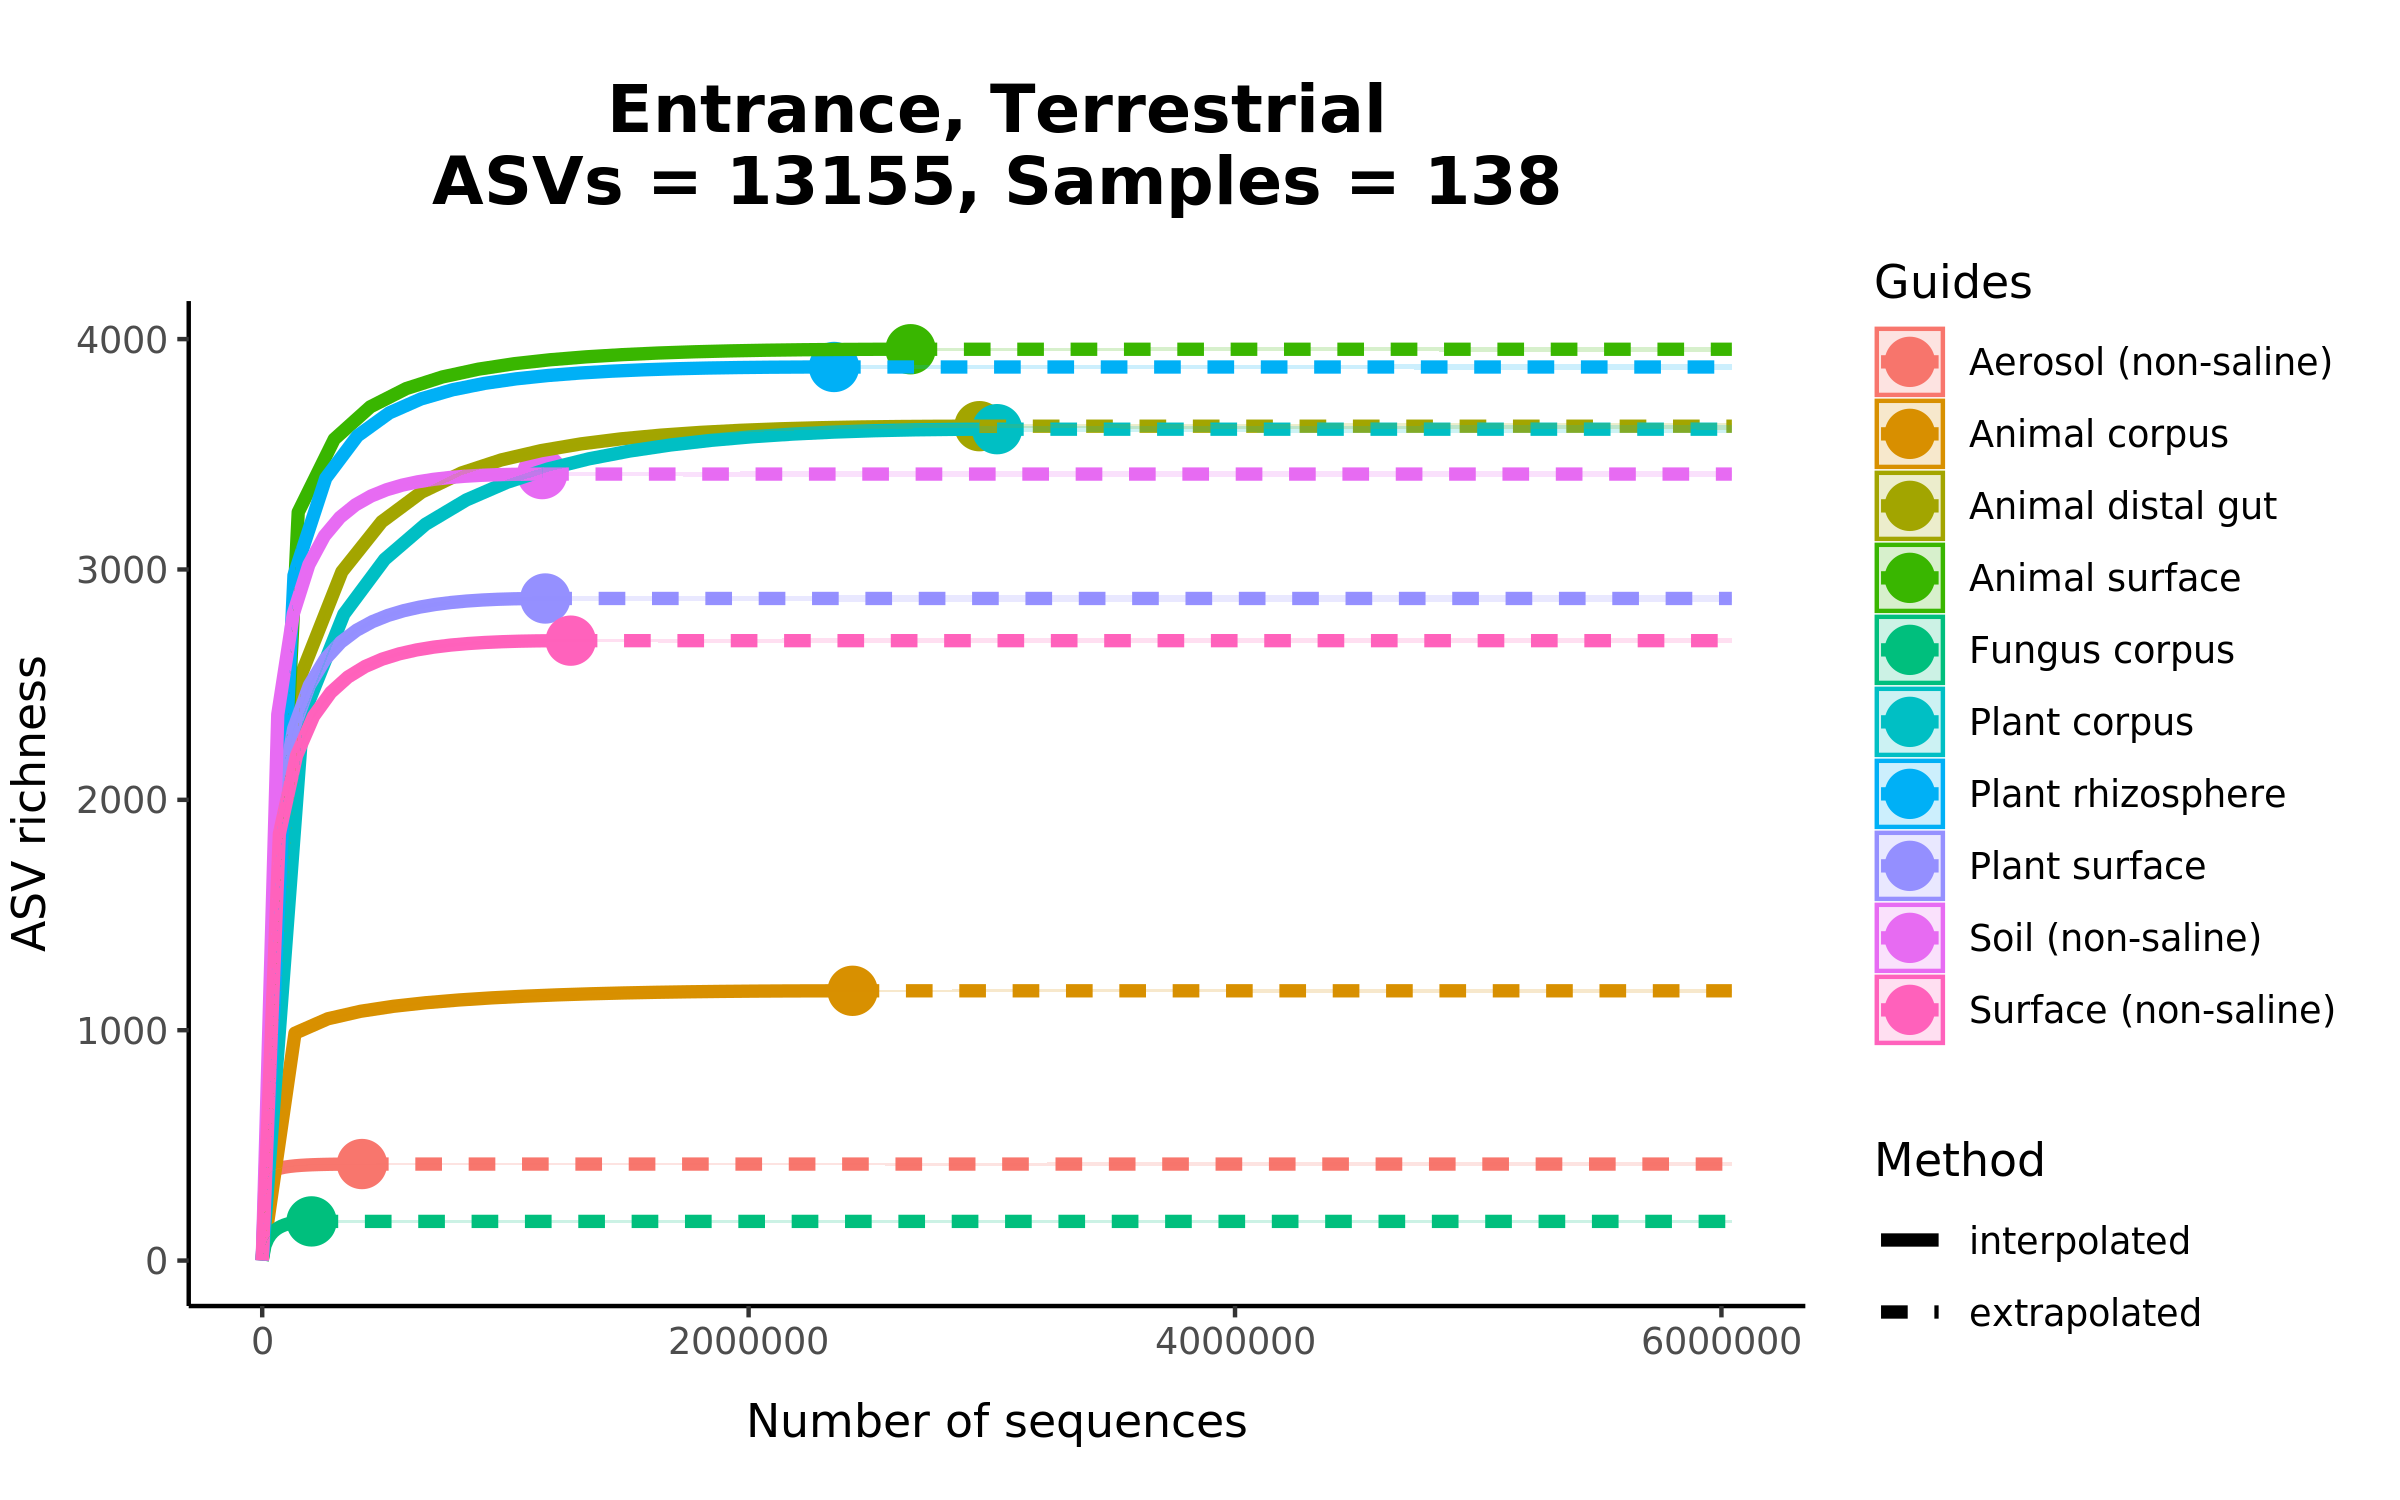 Entrance, Terrestrial
ASVs = 13155, Samples = 138
ASV richness
4000
3000
2000
1000
0
0
2000000
4000000
6000000
Number of sequences
Guides
Aerosol (non-saline)
Animal corpus
Animal distal gut
Animal surface
Fungus corpus
Plant corpus
Plant rhizosphere
Plant surface
Soil (non-saline)
Surface (non-saline)
Method
interpolated
extrapolated